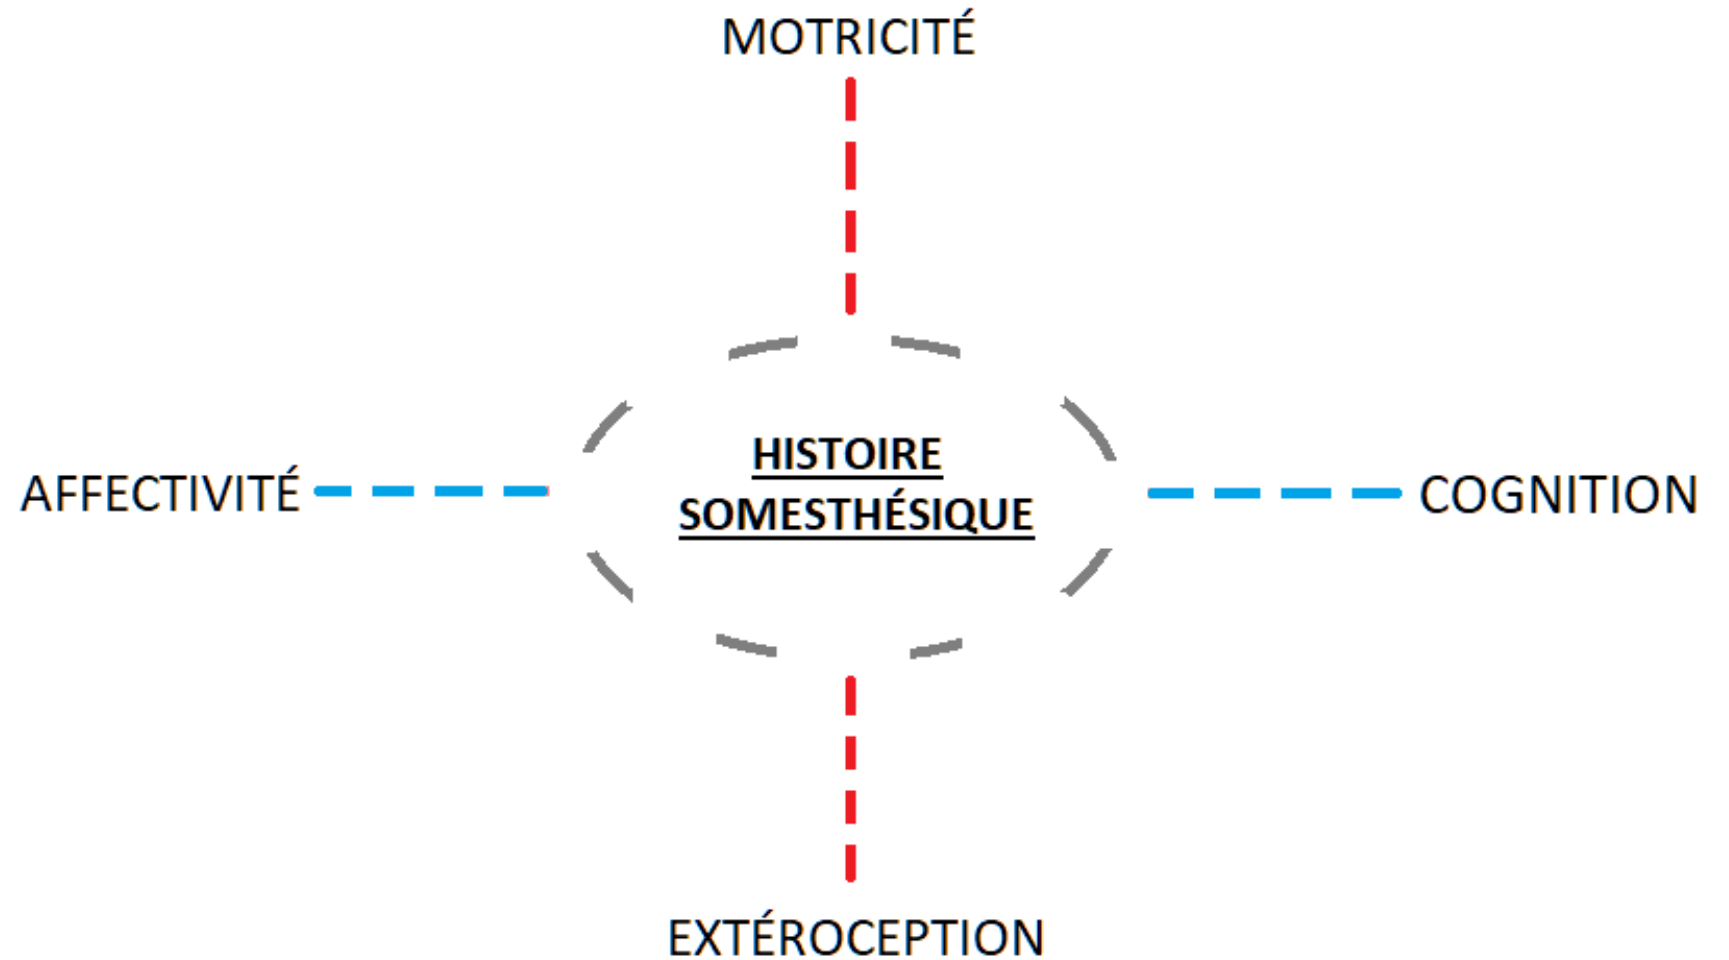 MOTRICITÉ
HISTOIRE
SOMESTHÉSIQUE
AFFECTIVITÉ
COGNITION
EXTÉROCEPTION